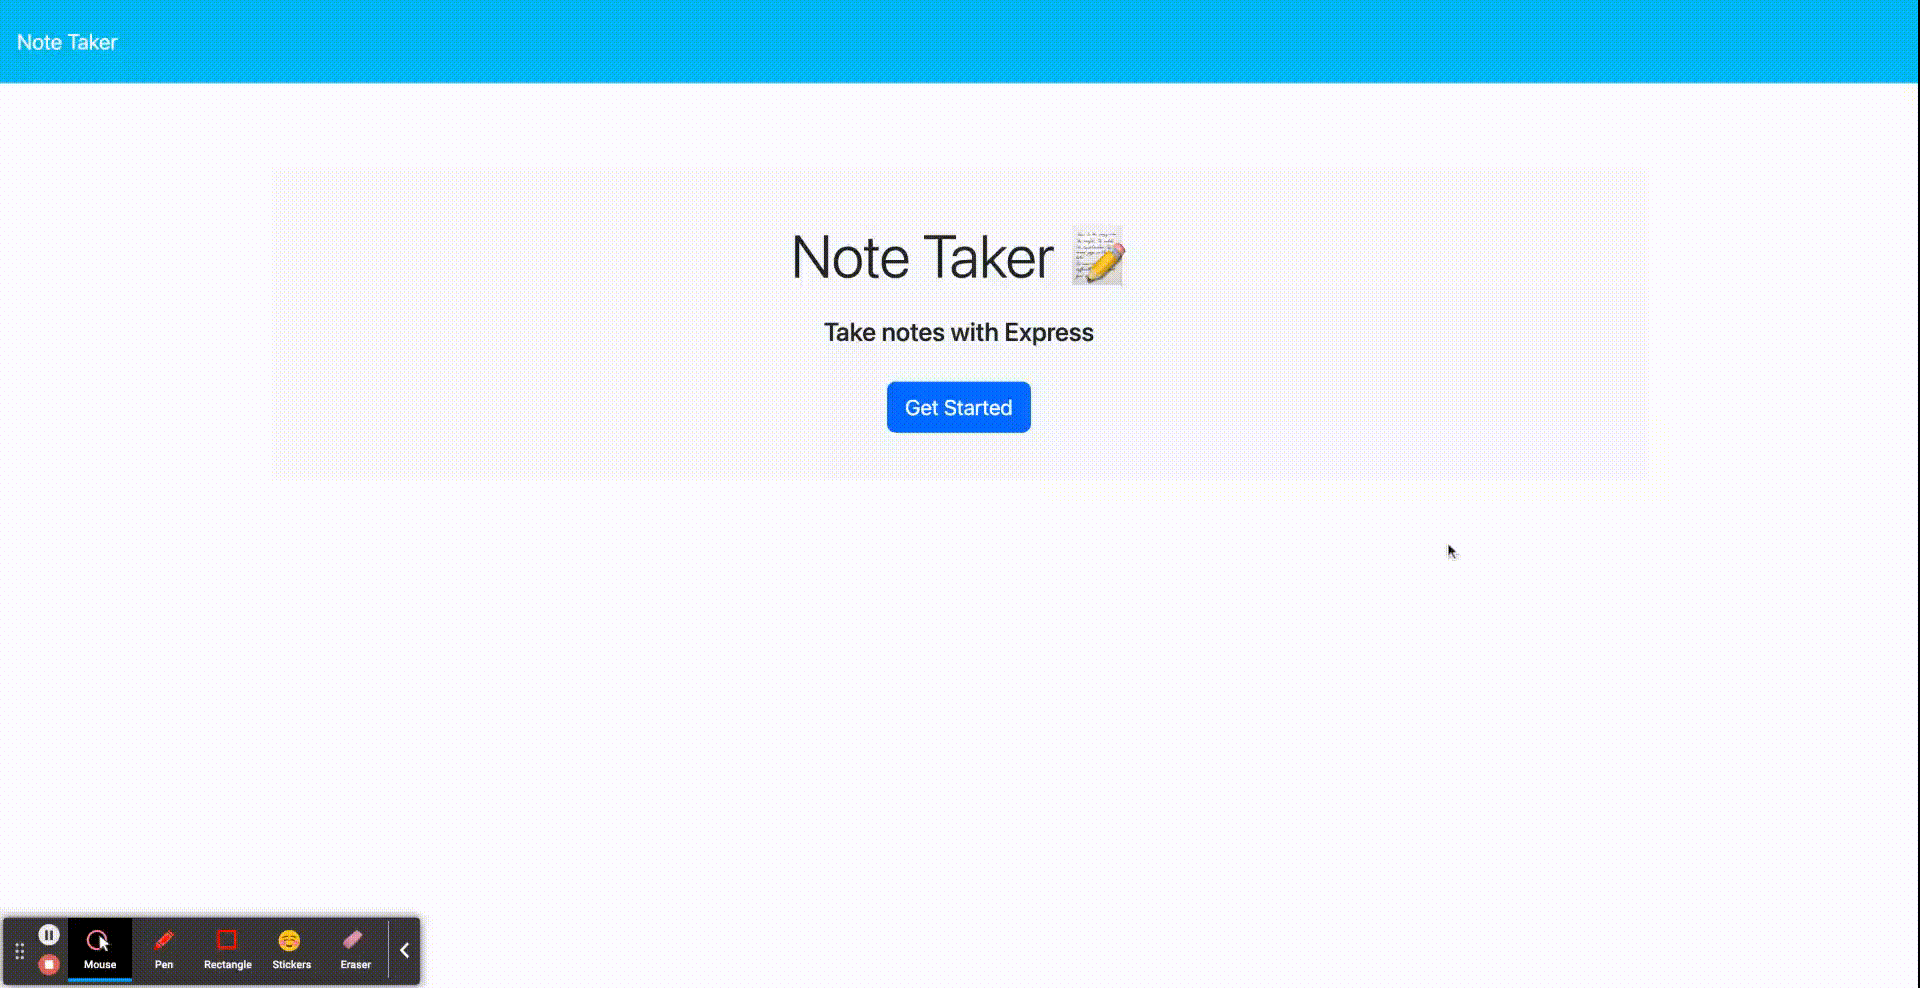 Note Taker
Note Taker
Take notes with Express
Get Started
Mouse
Pen
Rectangle
Stickers
Eraser